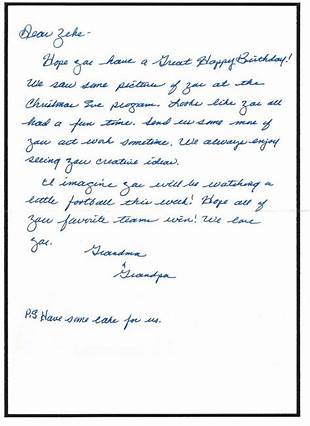 Dear Zeke-
Hope you have a Great Happy Birthday!
We saw some picture of you at the
Christmas Eve program. Looks like you all
had a fun time. Send us some more of
you art work sometime. We always enjoy
seeing you creative ideas.
I imagine you will be watching a
little football this week! Hope all of
your favorite teams win! We love
you.
Grandma
&
Grandpa
P.S Have some cake for us.